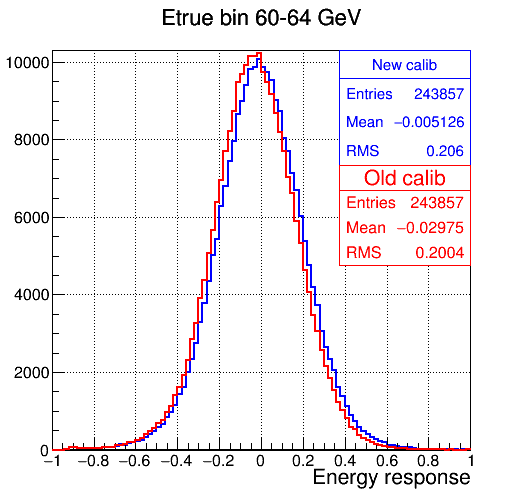 Etrue bin 60-64 GeV
New calib
Entries 243857
Mean −0.005126
RMS 0.206
Old calib
Entries 243857
Mean −0.02975
RMS 0.2004
10000
8000
6000
4000
2000
0
−1 −0.8 −0.6 −0.4 −0.2 0 0.2 0.4 0.6 0.8 1
Energy response